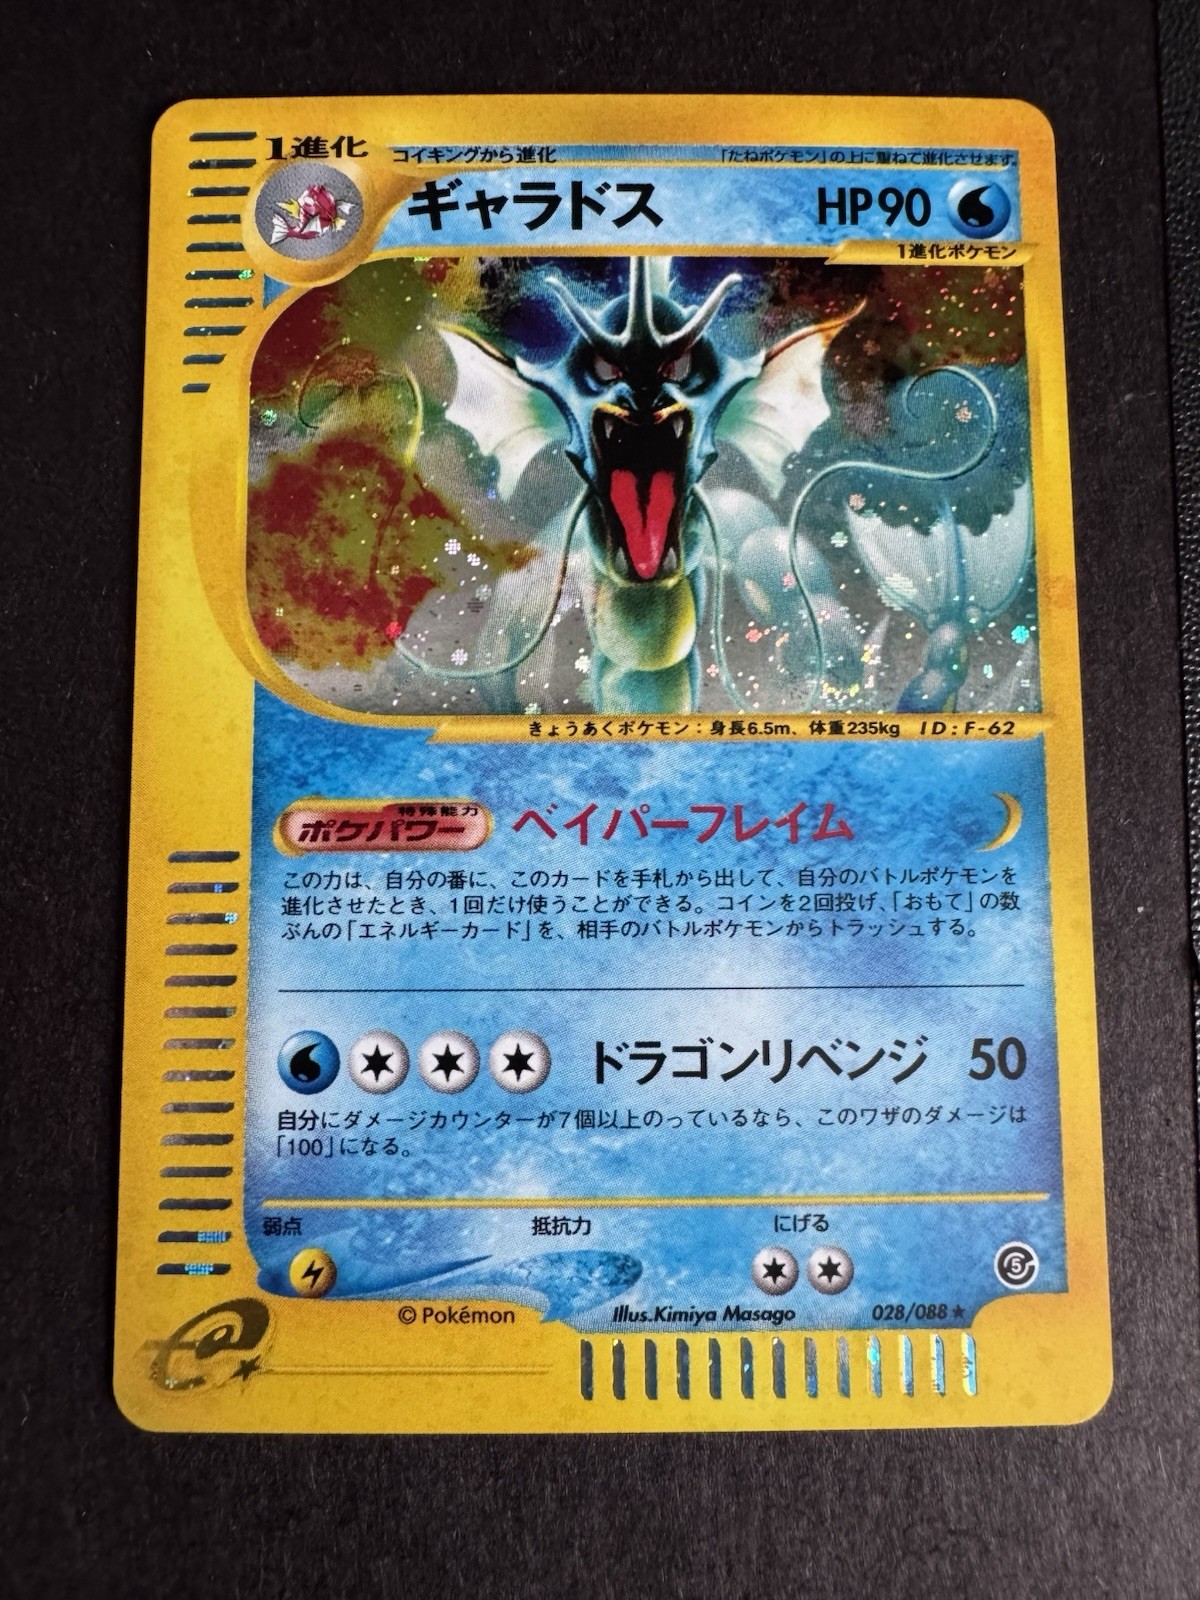 1進化
コイキングから進化
「たねポケモン」の上に重ねて進化させます。
ギャラドス HP90
1進化ポケモン
きょうあくポケモン：身長6.5m、体重235kg ID:F-62
特殊能力
ポケパワー ベイパーフレイム
この力は、自分の番に、このカードを手札から出して、自分のバトルポケモンを
進化させたとき、1回だけ使うことができる。コインを2回投げ、「おもて」の数
ぶんの「エネルギーカード」を、相手のバトルポケモンからトラッシュする。
ドラゴンリベンジ 50
自分にダメージカウンターが7個以上のっているなら、このワザのダメージは
「100」になる。
弱点 抵抗力 にげる
5
© Pokémon Illus.Kimiya Masago 028/088★
e